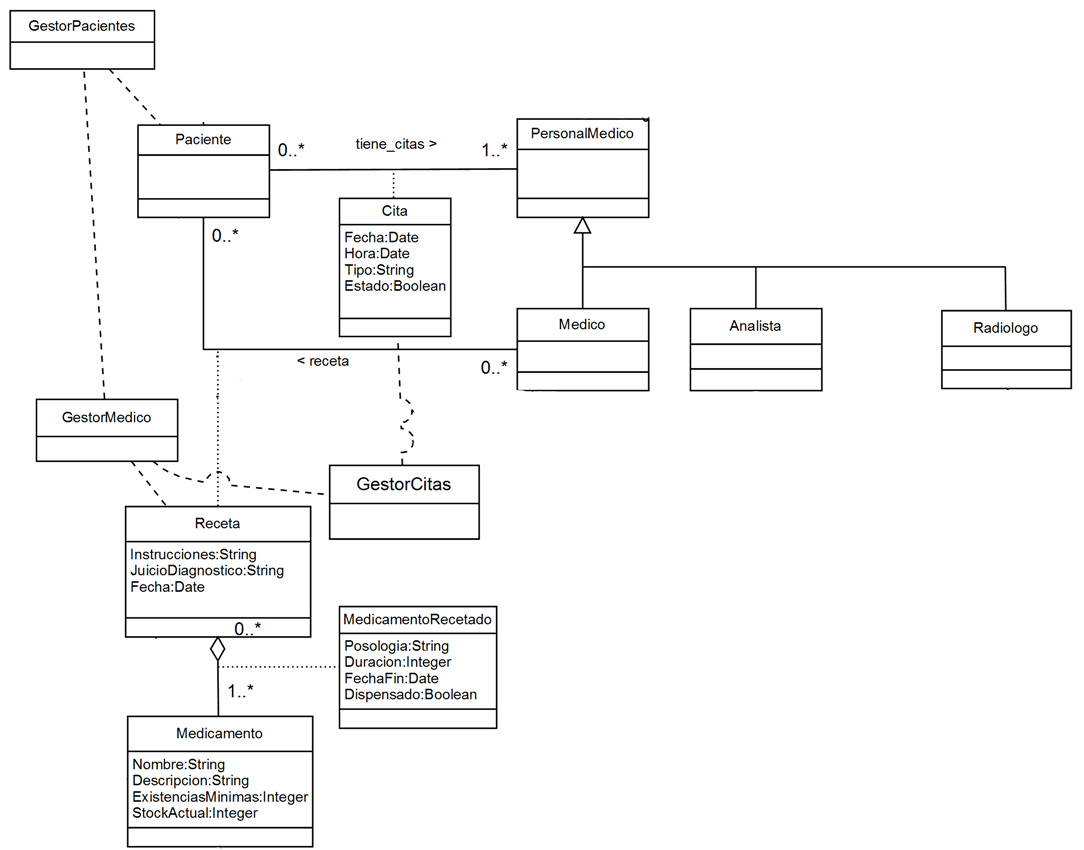 GestorPacientes
Paciente
0..*
tiene_citas >
1..*
PersonalMedico
Cita
Fecha:Date
Hora:Date
Tipo:String
Estado:Boolean
0..*
Medico
Analista
Radiologo
< receta
0..*
GestorMedico
GestorCitas
Receta
Instrucciones:String
JuicioDiagnostico:String
Fecha:Date
0..*
MedicamentoRecetado
Posologia:String
Duracion:Integer
FechaFin:Date
Dispensado:Boolean
1..*
Medicamento
Nombre:String
Descripcion:String
ExistenciasMinimas:Integer
StockActual:Integer